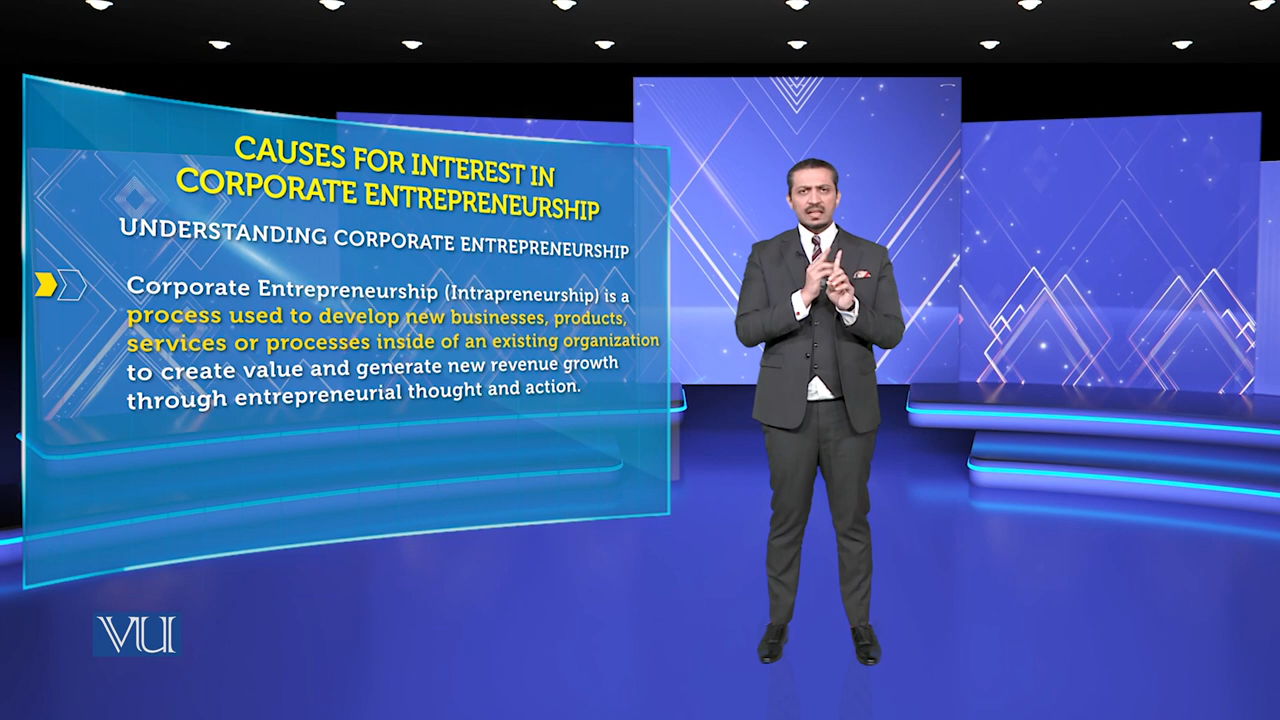 CAUSES FOR INTEREST IN
CORPORATE ENTREPRENEURSHIP
UNDERSTANDING CORPORATE ENTREPRENEURSHIP
Corporate Entrepreneurship (Intrapreneurship) is a
process used to develop new businesses, products,
services or processes inside of an existing organization
to create value and generate new revenue growth
through entrepreneurial thought and action.
VU